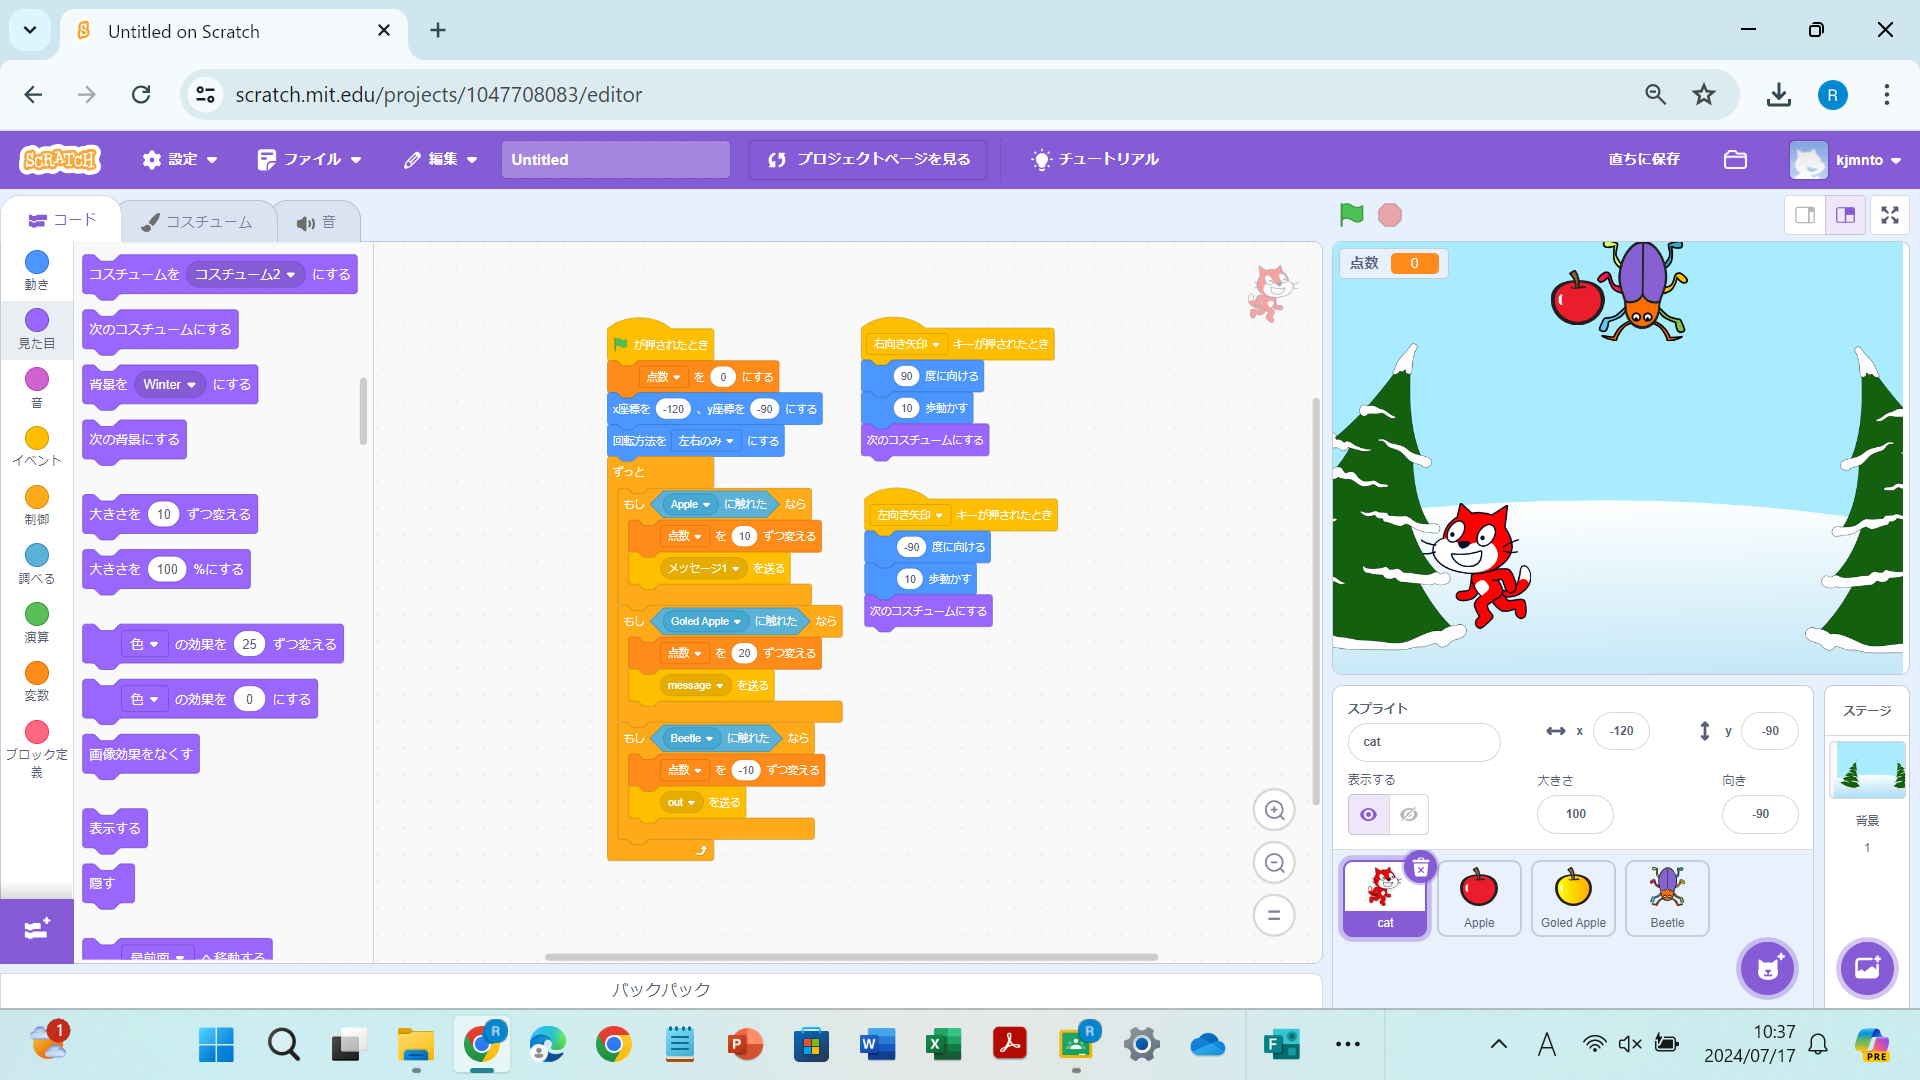 Untitled on Scratch
scratch.mit.edu/projects/1047708083/editor
R
SCRATCH
設定
ファイル
編集
Untitled
プロジェクトページを見る
チュートリアル
直ちに保存
kjmnto
コード
コスチューム
音
動き
見た目
音
イベント
制御
調べる
演算
変数
ブロック定義
コスチュームを コスチューム2 にする
次のコスチュームにする
背景を Winter にする
次の背景にする
大きさを 10 ずつ変える
大きさを 100 %にする
色 の効果を 25 ずつ変える
色 の効果を 0 にする
画像効果をなくす
表示する
隠す
最前面 へ移動する
が押されたとき
点数 を 0 にする
x座標を -120 、y座標を -90 にする
回転方法を 左右のみ にする
ずっと
もし Apple に触れた なら
点数 を 10 ずつ変える
メッセージ1 を送る
もし Goled Apple に触れた なら
点数 を 20 ずつ変える
message を送る
もし Beetle に触れた なら
点数 を -10 ずつ変える
out を送る
右向き矢印 キーが押されたとき
90 度に向ける
10 歩動かす
次のコスチュームにする
左向き矢印 キーが押されたとき
-90 度に向ける
10 歩動かす
次のコスチュームにする
点数 0
スプライト
cat
x -120
y -90
表示する
大きさ
100
向き
-90
cat
Apple
Goled Apple
Beetle
ステージ
背景
1
バックパック
1
R
P
W
X
R
F
A
10:37
2024/07/17
PRE